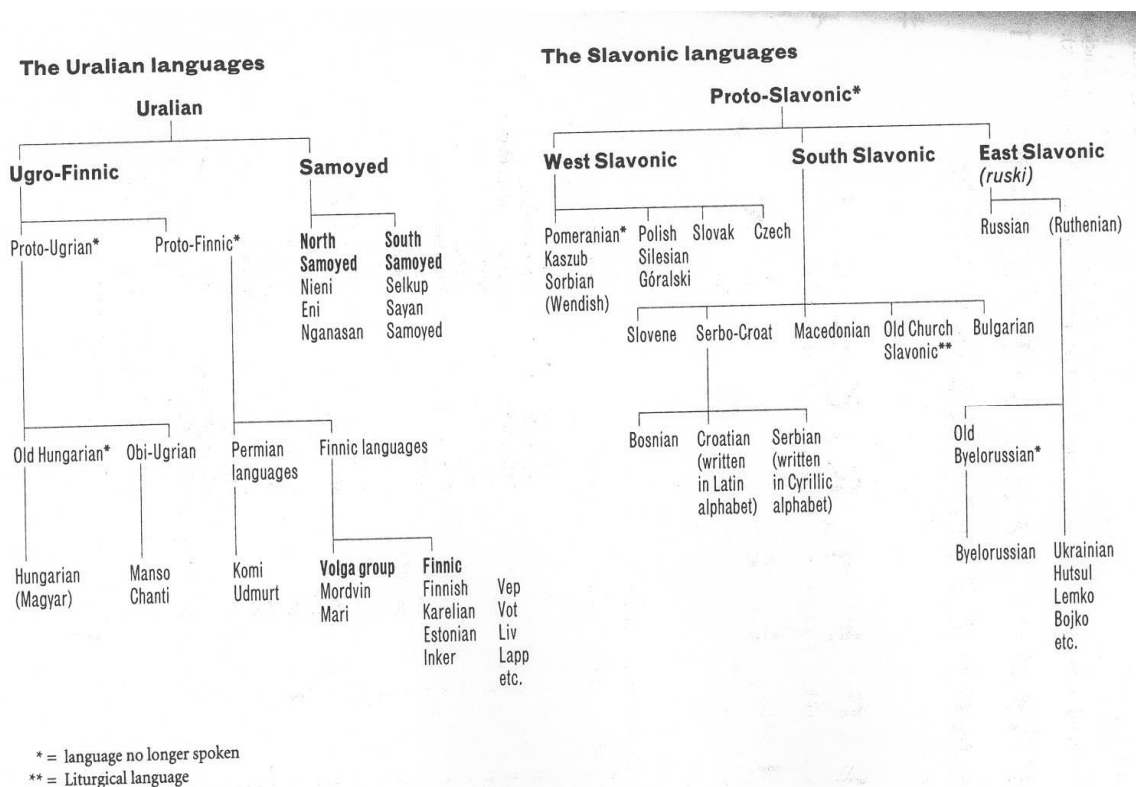 The Uralian languages
Uralian
Ugro-Finnic
Samoyed
Proto-Ugrian*
Proto-Finnic*
North
Samoyed
Nieni
Eni
Nganasan
South
Samoyed
Selkup
Sayan
Samoyed
Old Hungarian*
Obi-Ugrian
Permian
languages
Finnic languages
Hungarian
(Magyar)
Manso
Chanti
Komi
Udmurt
Volga group
Mordvin
Mari
Finnic
Finnish
Karelian
Estonian
Inker
Vep
Vot
Liv
Lapp
etc.
The Slavonic languages
Proto-Slavonic*
West Slavonic
South Slavonic
East Slavonic
(ruski)
Pomeranian*
Kaszub
Sorbian
(Wendish)
Polish
Silesian
Góralski
Slovak
Czech
Russian
(Ruthenian)
Slovene
Serbo-Croat
Macedonian
Old Church
Slavonic**
Bulgarian
Bosnian
Croatian
(written
in Latin
alphabet)
Serbian
(written
in Cyrillic
alphabet)
Old
Byelorussian*
Byelorussian
Ukrainian
Hutsul
Lemko
Bojko
etc.
* = language no longer spoken
** = Liturgical language